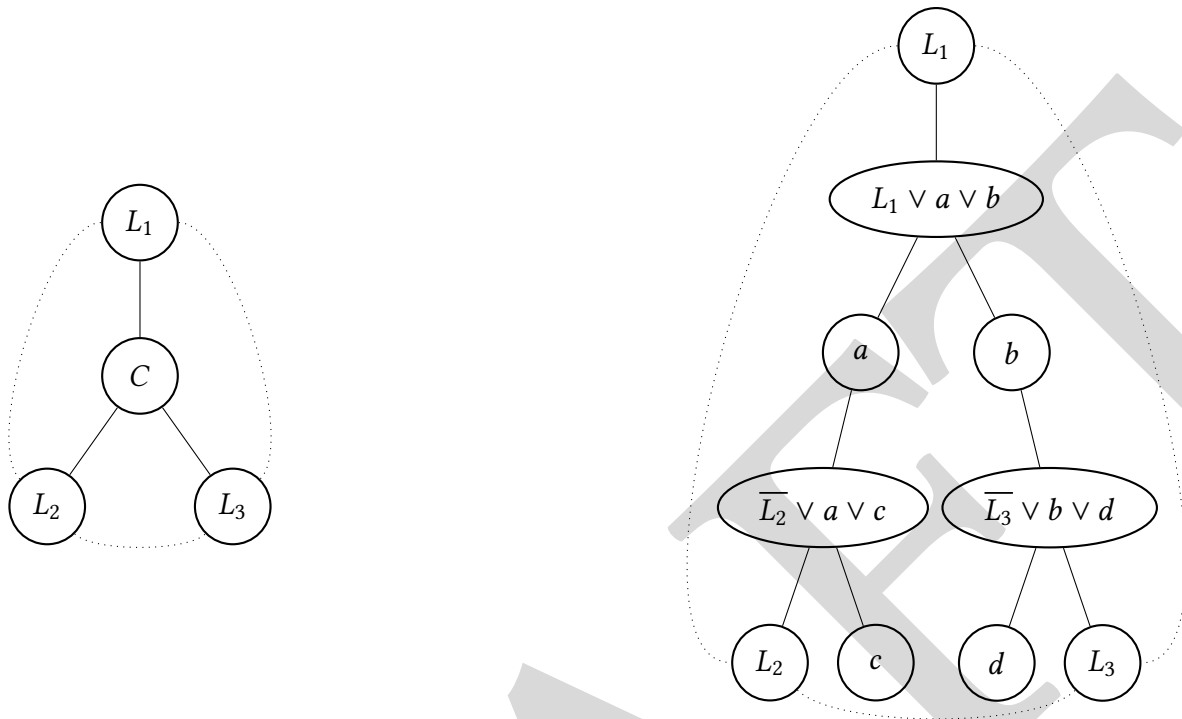 L₁
C
L₂ L₃
L₁
L₁ ∨ a ∨ b
a b
L̅₂̅ ∨ a ∨ c L̅₃̅ ∨ b ∨ d
L₂ c d L₃